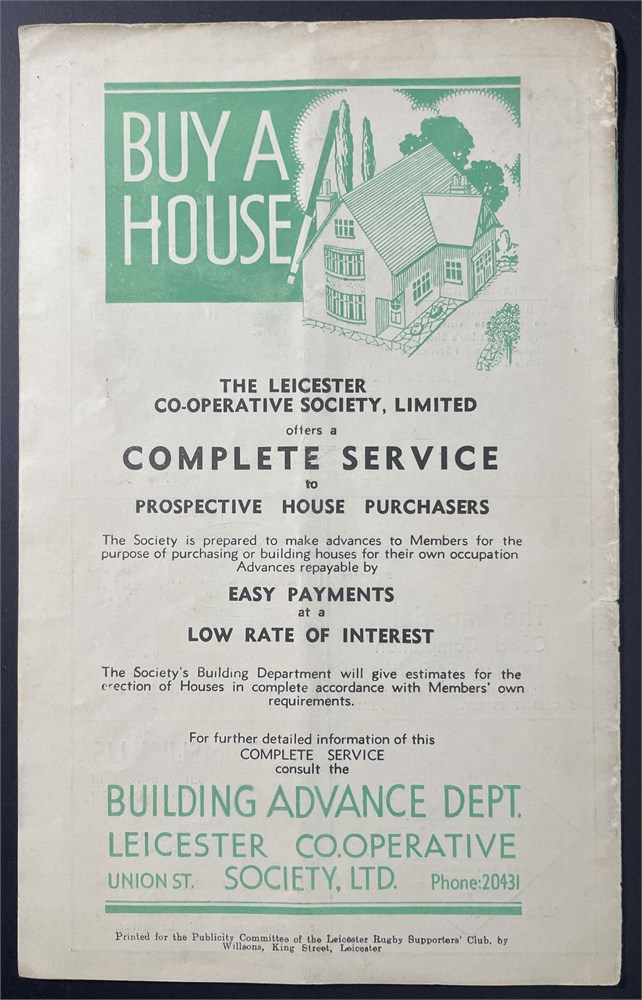 BUY A
HOUSE!
THE LEICESTER
CO-OPERATIVE SOCIETY, LIMITED
offers a
COMPLETE SERVICE
to
PROSPECTIVE HOUSE PURCHASERS
The Society is prepared to make advances to Members for the
purpose of purchasing or building houses for their own occupation
Advances repayable by
EASY PAYMENTS
at a
LOW RATE OF INTEREST
The Society's Building Department will give estimates for the
erection of Houses in complete accordance with Members' own
requirements.
For further detailed information of this
COMPLETE SERVICE
consult the
BUILDING ADVANCE DEPT.
LEICESTER CO.OPERATIVE
UNION ST. SOCIETY, LTD. Phone:20431
Printed for the Publicity Committee of the Leicester Rugby Supporters' Club, by
Willsons, King Street, Leicester